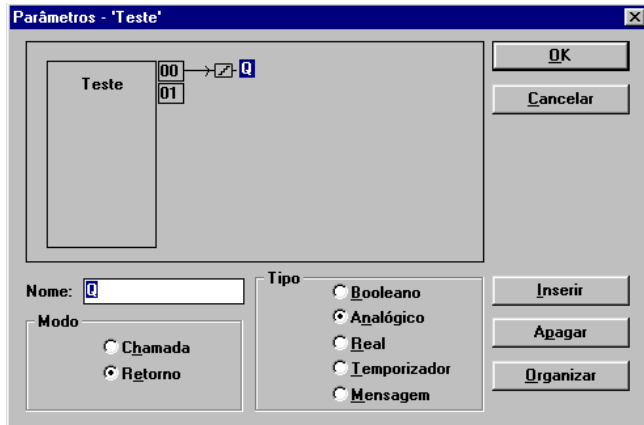 Parâmetros - 'Teste'
Teste
00
Q
01
OK
Cancelar
Nome: Q
Modo
Chamada
Retorno
Tipo
Booleano
Analógico
Real
Temporizador
Mensagem
Inserir
Apagar
Organizar